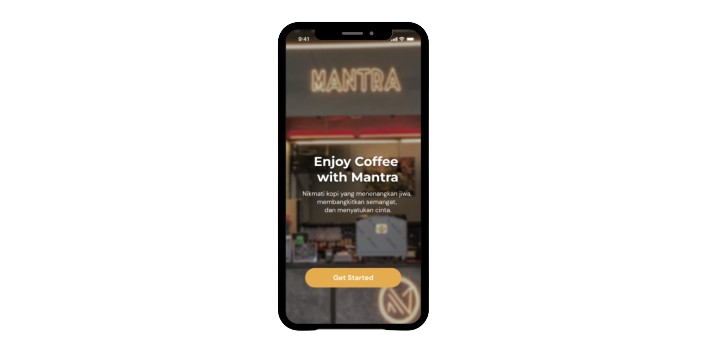 9:41
MANTRA
Enjoy Coffee
with Mantra
Nikmati kopi yang menenangkan jiwa,
membangkitkan semangat,
dan menyatukan cinta.
Get Started